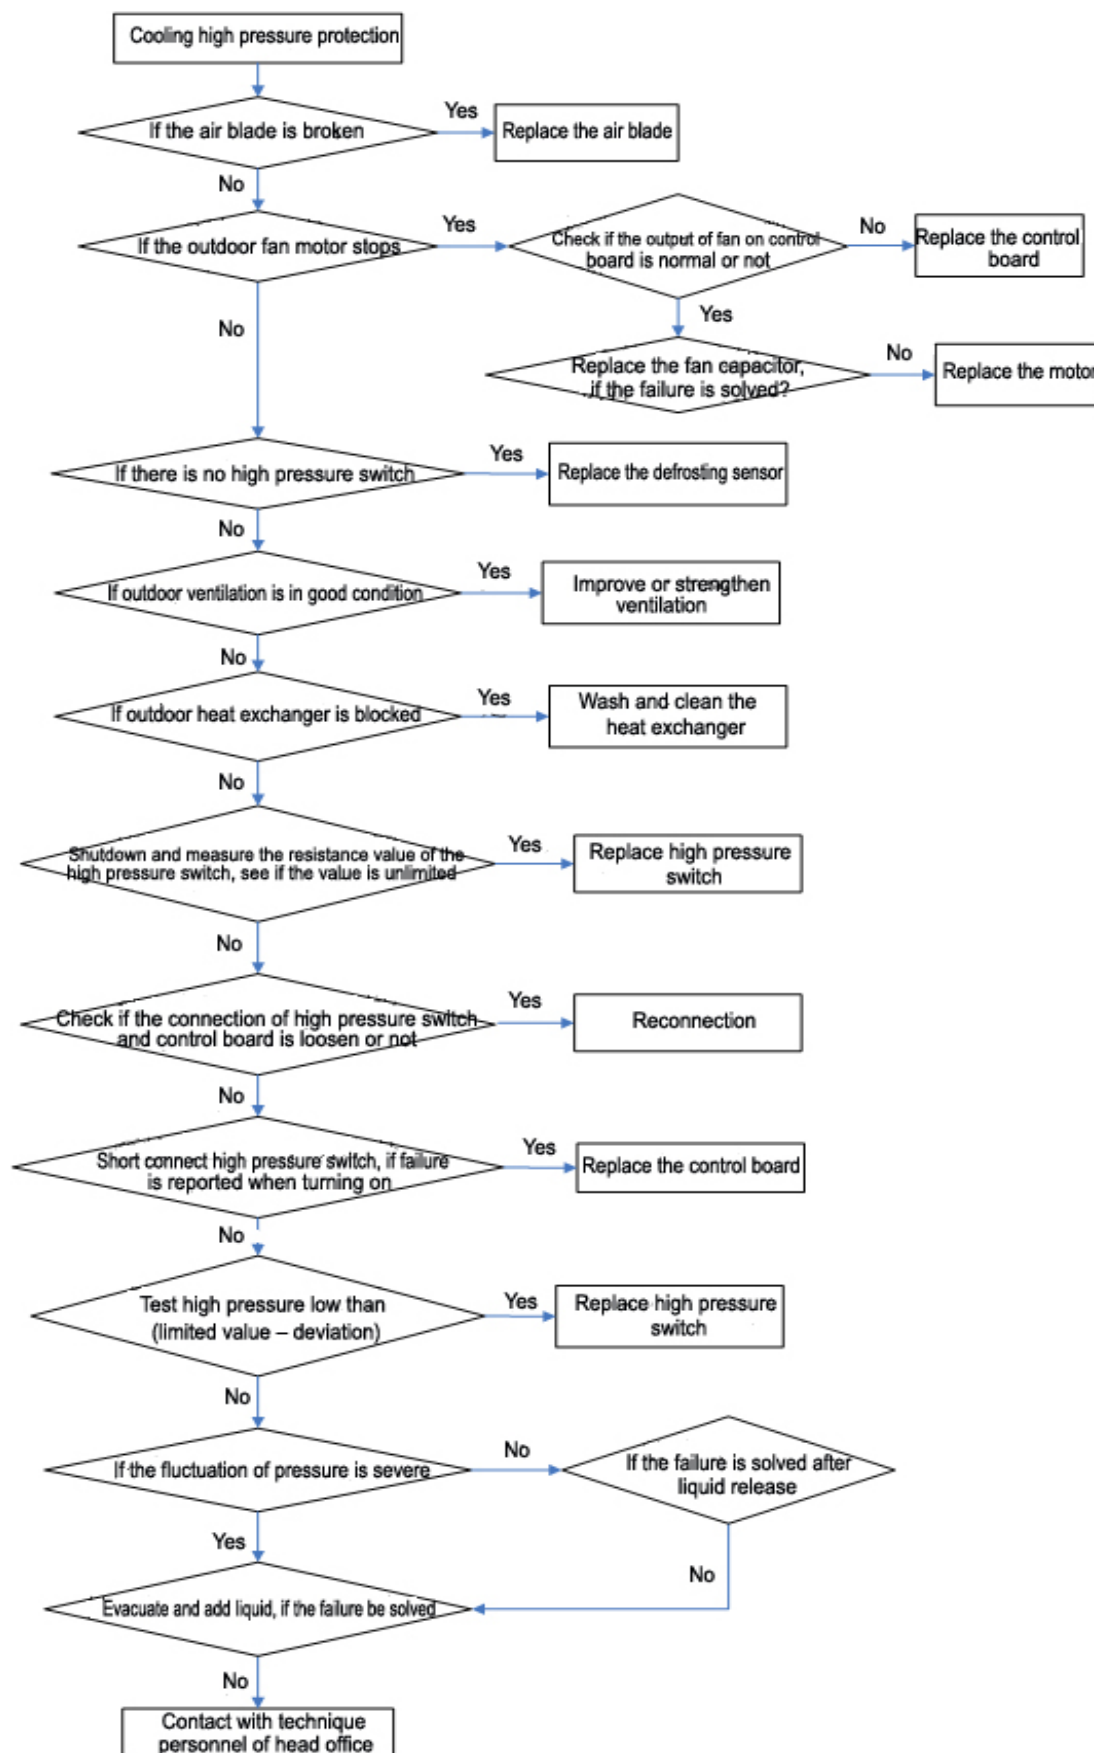 Cooling high pressure protection
If the air blade is broken
Yes
Replace the air blade
No
If the outdoor fan motor stops
Yes
Check if the output of fan on control
board is normal or not
No
Replace the control
board
No
Yes
Replace the fan capacitor,
if the failure is solved?
No
Replace the motor
If there is no high pressure switch
Yes
Replace the defrosting sensor
No
If outdoor ventilation is in good condition
Yes
Improve or strengthen
ventilation
No
If outdoor heat exchanger is blocked
Yes
Wash and clean the
heat exchanger
No
Shutdown and measure the resistance value of the
high pressure switch, see if the value is unlimited
Yes
Replace high pressure
switch
No
Check if the connection of high pressure switch
and control board is loosen or not
Yes
Reconnection
No
Short connect high pressure switch, if failure
is reported when turning on
Yes
Replace the control board
No
Test high pressure low than
(limited value – deviation)
Yes
Replace high pressure
switch
No
If the fluctuation of pressure is severe
No
If the failure is solved after
liquid release
Yes
No
Evacuate and add liquid, if the failure be solved
No
Contact with technique
personnel of head office